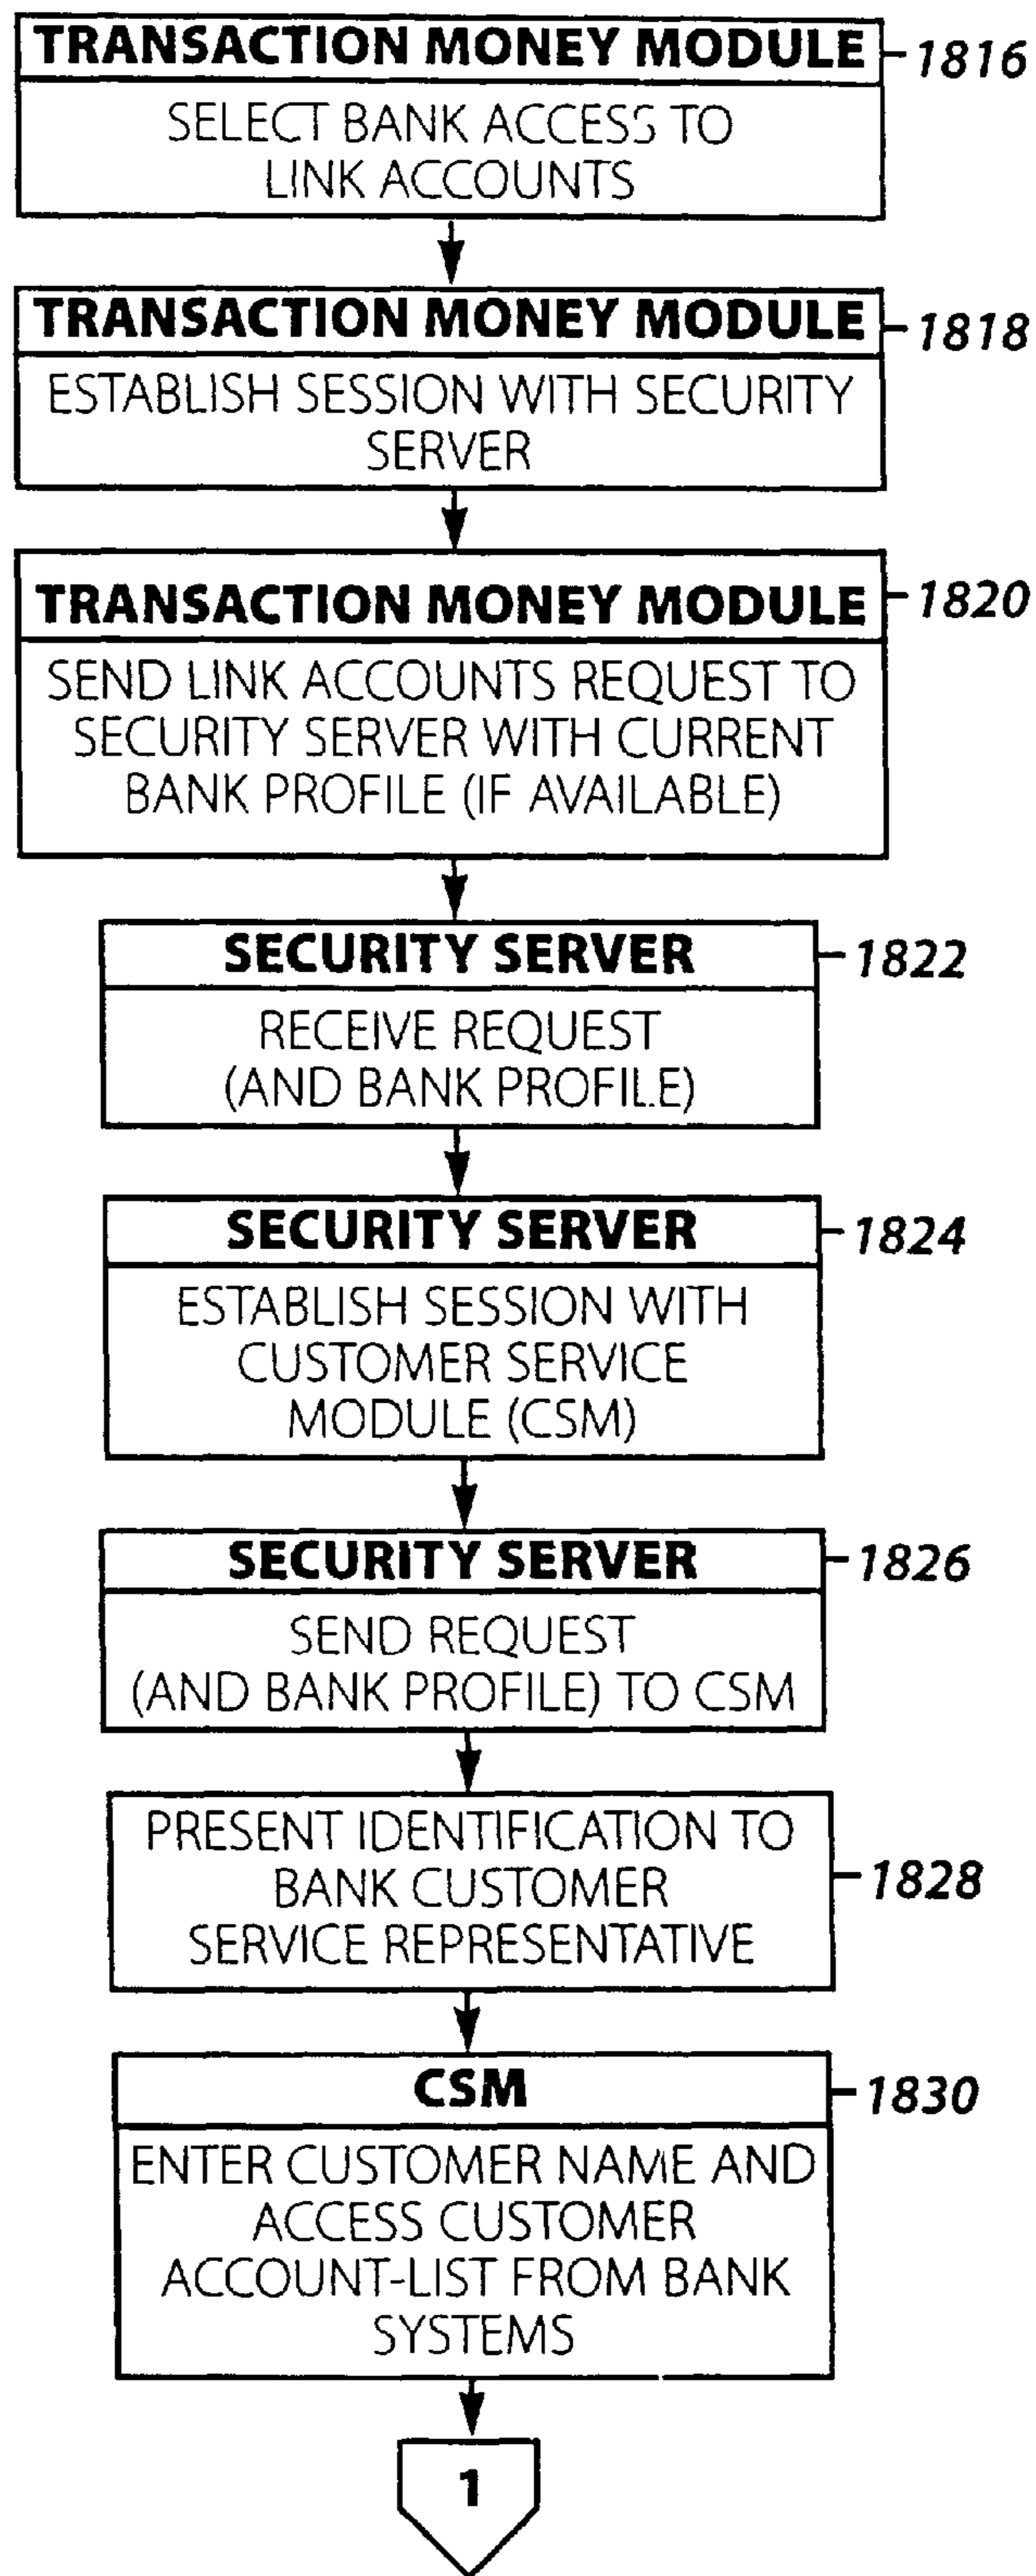 TRANSACTION MONEY MODULE
1816
SELECT BANK ACCESS TO
LINK ACCOUNTS
TRANSACTION MONEY MODULE
1818
ESTABLISH SESSION WITH SECURITY
SERVER
TRANSACTION MONEY MODULE
1820
SEND LINK ACCOUNTS REQUEST TO
SECURITY SERVER WITH CURRENT
BANK PROFILE (IF AVAILABLE)
SECURITY SERVER
1822
RECEIVE REQUEST
(AND BANK PROFILE)
SECURITY SERVER
1824
ESTABLISH SESSION WITH
CUSTOMER SERVICE
MODULE (CSM)
SECURITY SERVER
1826
SEND REQUEST
(AND BANK PROFILE) TO CSM
PRESENT IDENTIFICATION TO
BANK CUSTOMER
SERVICE REPRESENTATIVE
1828
CSM
1830
ENTER CUSTOMER NAME AND
ACCESS CUSTOMER
ACCOUNT-LIST FROM BANK
SYSTEMS
1